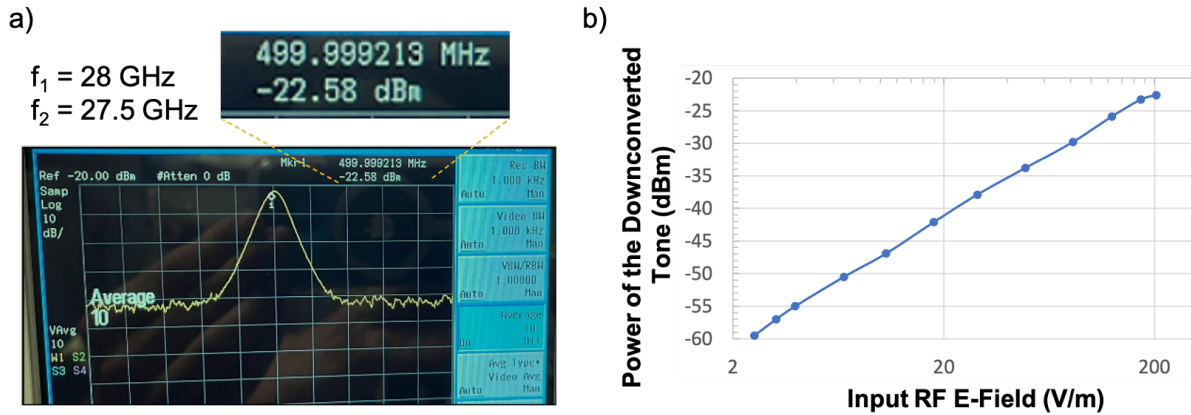 a)
f₁ = 28 GHz
f₂ = 27.5 GHz
499.999213 MHz
-22.58 dBm
Mkr1 499.999213 MHz
Ref -20.00 dBm #Atten 0 dB -22.58 dBm
Samp
Log
10
dB/
1
Average
10
VAvg
10
W1 S2
S3 S4
Res BW
1.000 kHz
Auto Man
Video BW
1.000 kHz
Auto Man
VBW/RBW
1.00000
Auto Man
Average
10
On Off
Avg Type▸
Video Avg
Auto Man
b)
Power of the Downconverted
Tone (dBm)
-20
-25
-30
-35
-40
-45
-50
-55
-60
2 20 200
Input RF E-Field (V/m)